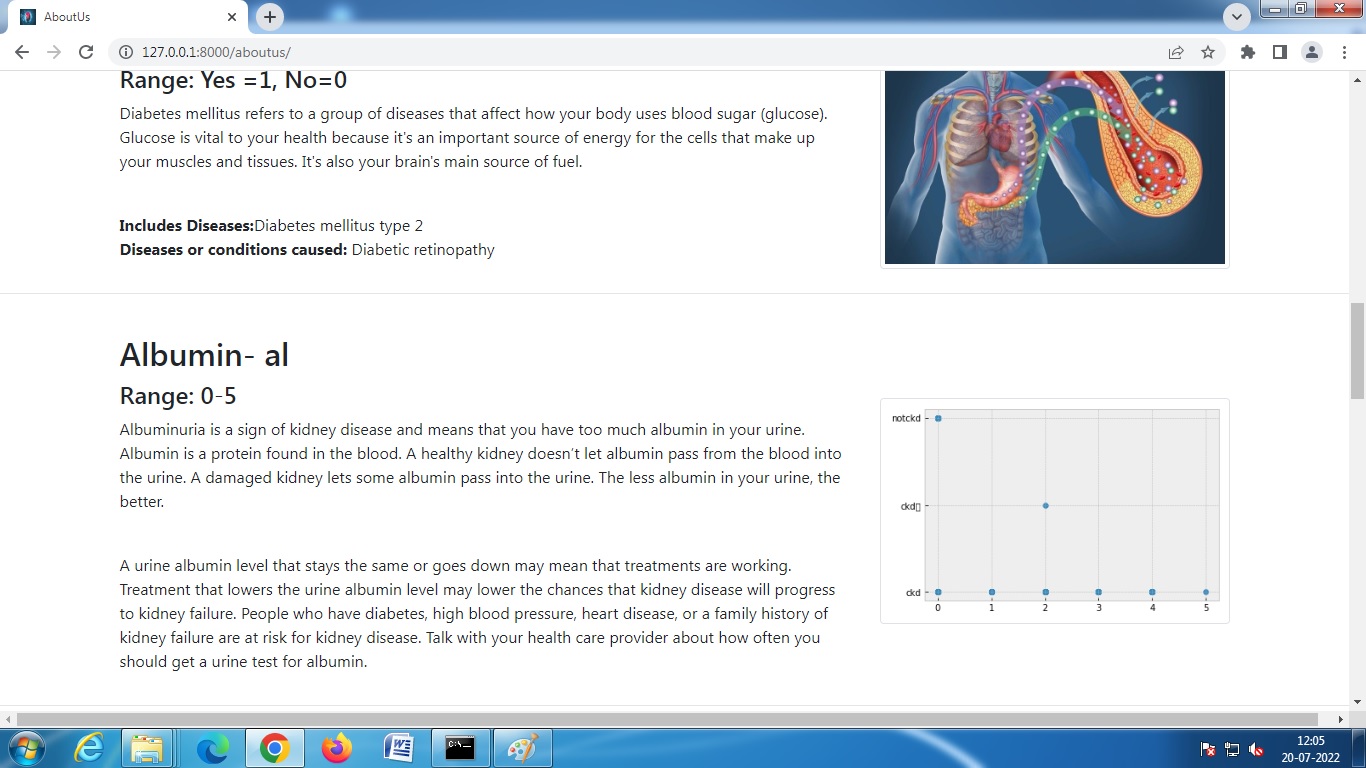 AboutUs
127.0.0.1:8000/aboutus/
Range: Yes =1, No=0
Diabetes mellitus refers to a group of diseases that affect how your body uses blood sugar (glucose).
Glucose is vital to your health because it's an important source of energy for the cells that make up
your muscles and tissues. It's also your brain's main source of fuel.
Includes Diseases:Diabetes mellitus type 2
Diseases or conditions caused: Diabetic retinopathy
Albumin- al
Range: 0-5
Albuminuria is a sign of kidney disease and means that you have too much albumin in your urine.
Albumin is a protein found in the blood. A healthy kidney doesn't let albumin pass from the blood into
the urine. A damaged kidney lets some albumin pass into the urine. The less albumin in your urine, the
better.
A urine albumin level that stays the same or goes down may mean that treatments are working.
Treatment that lowers the urine albumin level may lower the chances that kidney disease will progress
to kidney failure. People who have diabetes, high blood pressure, heart disease, or a family history of
kidney failure are at risk for kidney disease. Talk with your health care provider about how often you
should get a urine test for albumin.
notckd
ckd▯
ckd
0 1 2 3 4 5
C:\_
12:05
20-07-2022